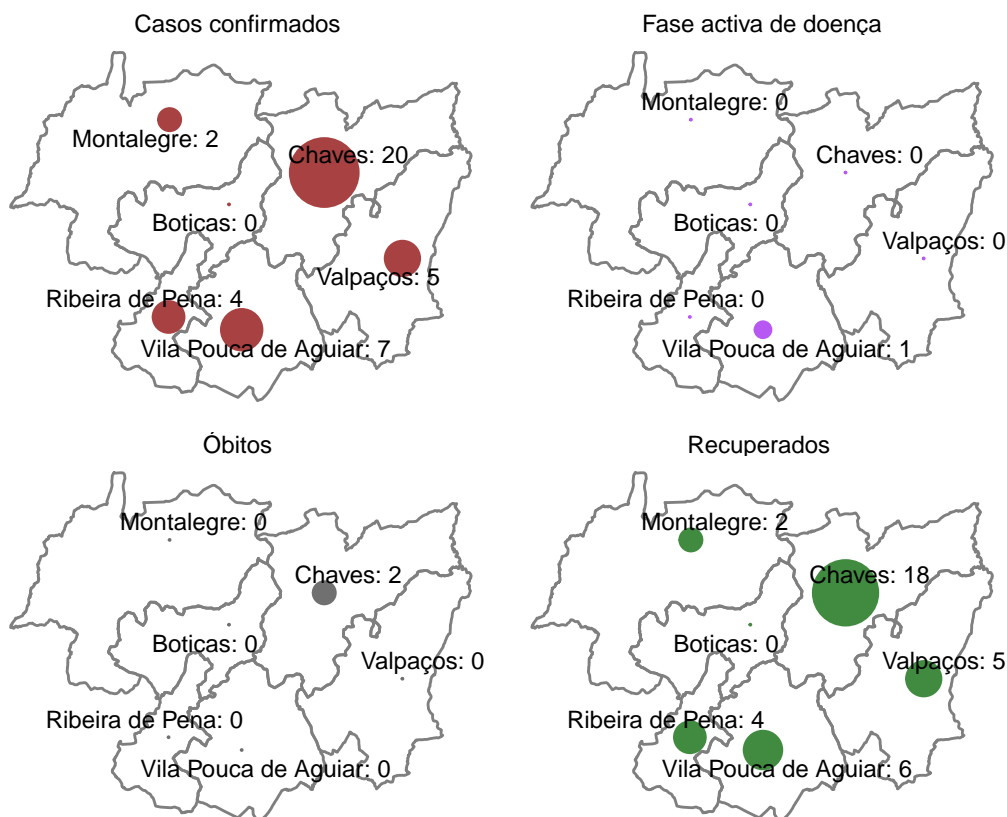 Casos confirmados
Montalegre: 2
Chaves: 20
Boticas: 0
Valpaços: 5
Ribeira de Pena: 4
Vila Pouca de Aguiar: 7
Fase activa de doença
Montalegre: 0
Chaves: 0
Boticas: 0
Valpaços: 0
Ribeira de Pena: 0
Vila Pouca de Aguiar: 1
Óbitos
Montalegre: 0
Chaves: 2
Boticas: 0
Valpaços: 0
Ribeira de Pena: 0
Vila Pouca de Aguiar: 0
Recuperados
Montalegre: 2
Chaves: 18
Boticas: 0
Valpaços: 5
Ribeira de Pena: 4
Vila Pouca de Aguiar: 6